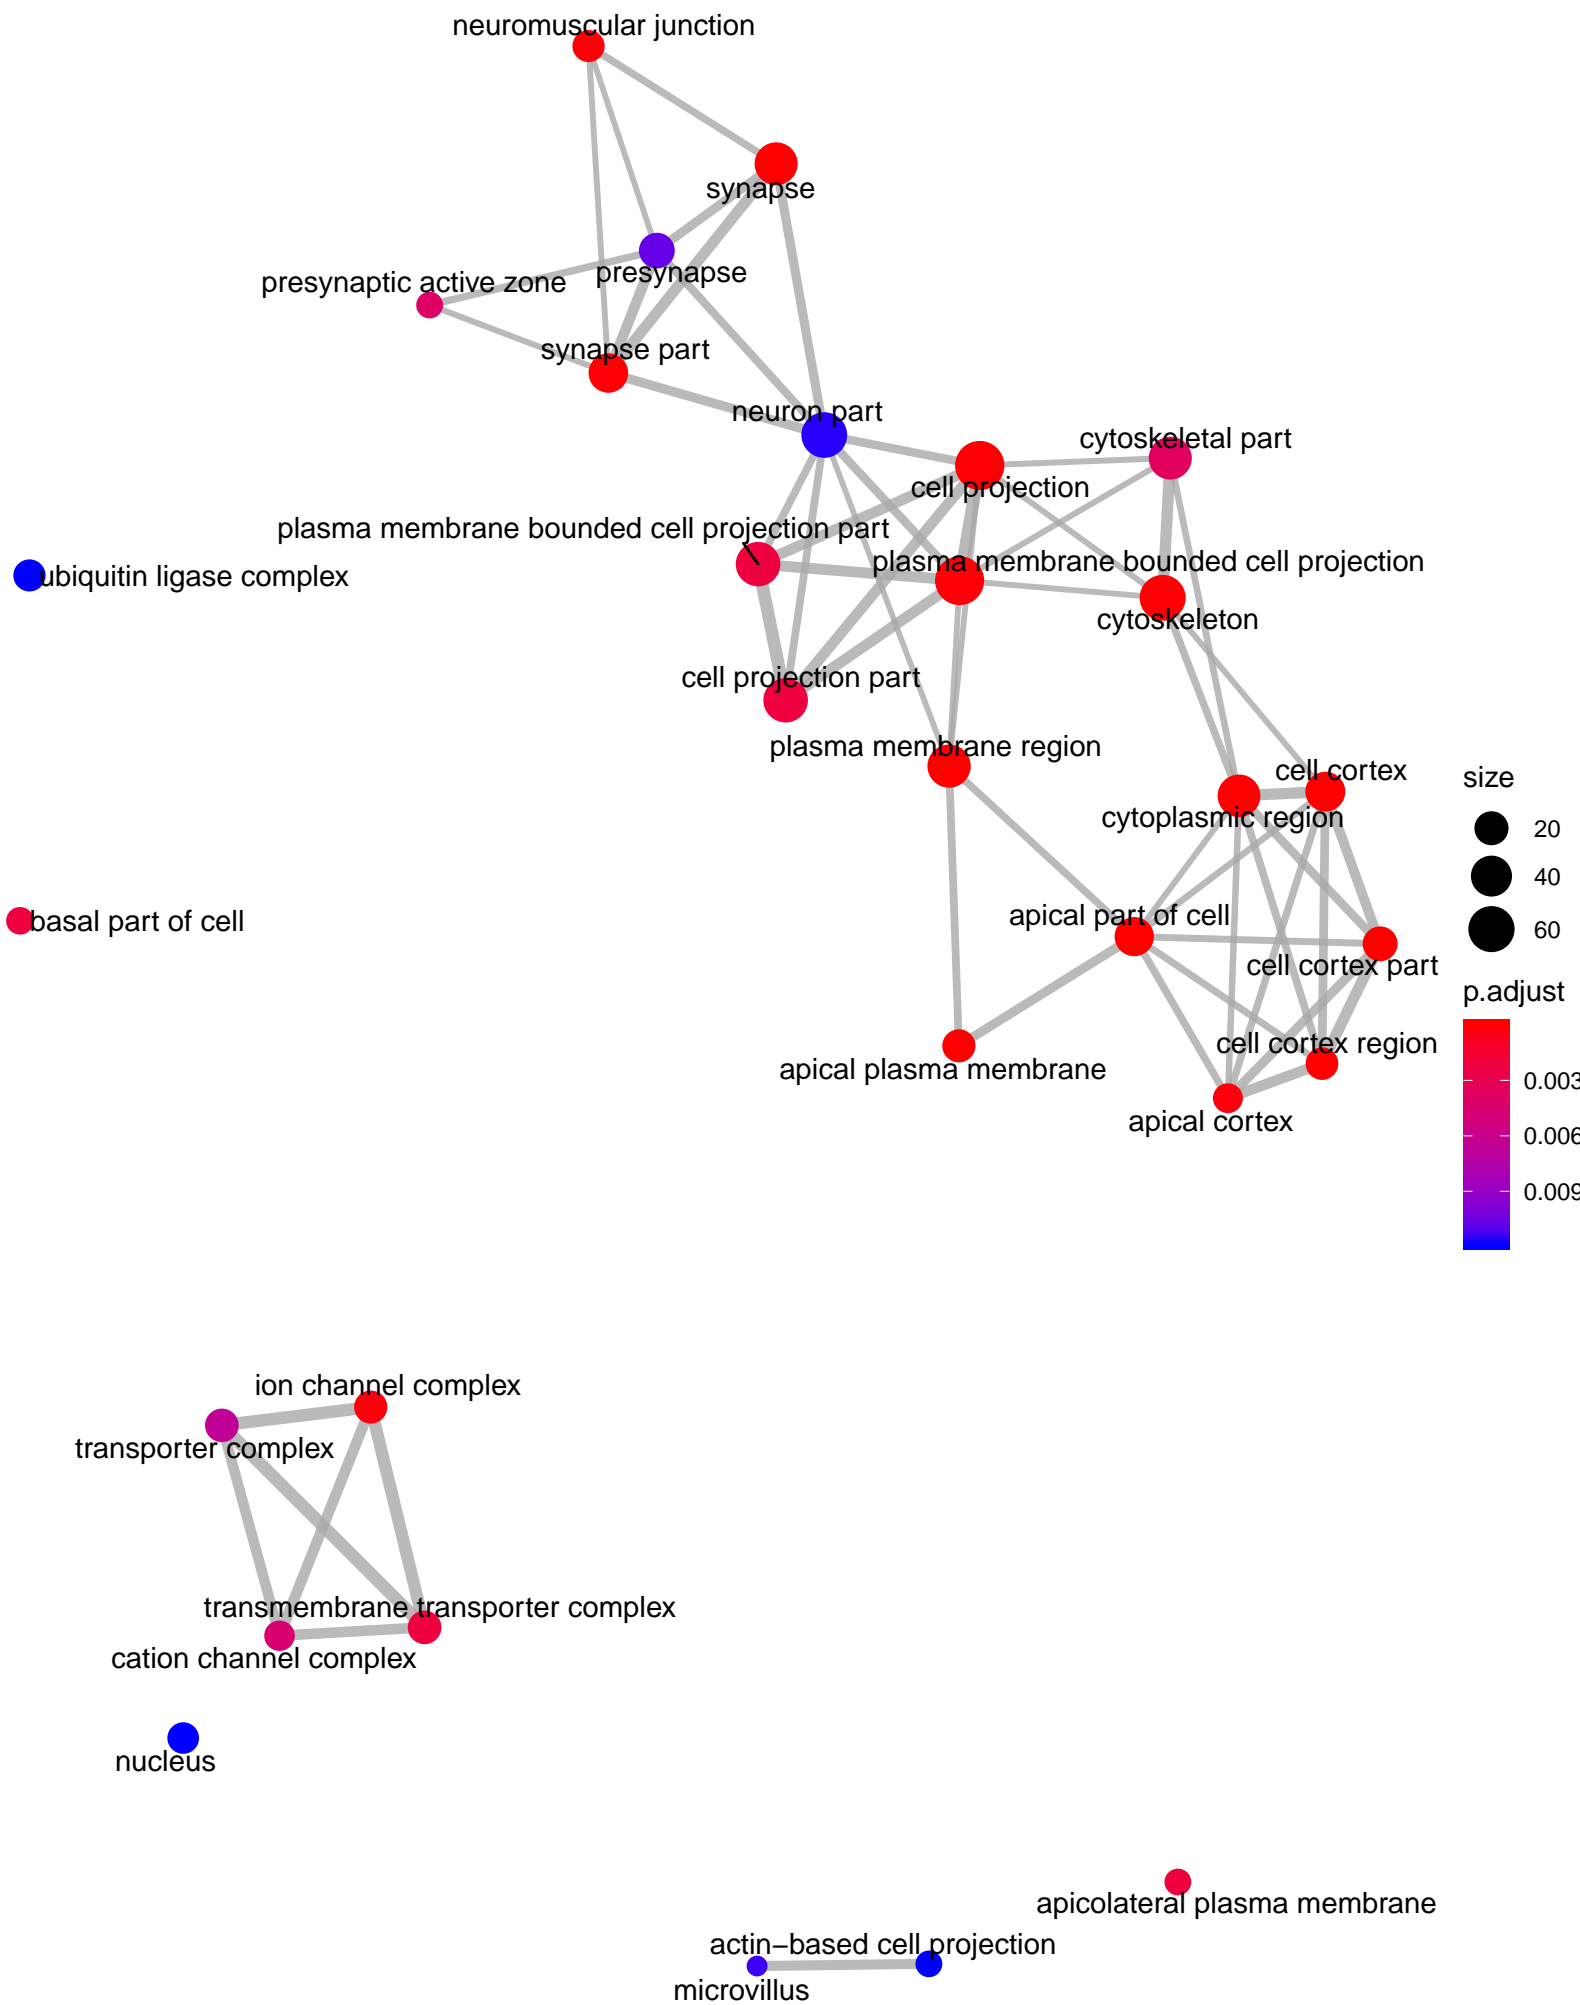 neuromuscular junction
synapse
presynapse
presynaptic active zone
synapse part
neuron part
cytoskeletal part
cell projection
plasma membrane bounded cell projection part
plasma membrane bounded cell projection
ubiquitin ligase complex
cytoskeleton
cell projection part
plasma membrane region
cell cortex
cytoplasmic region
size
20
40
60
apical part of cell
basal part of cell
cell cortex part
p.adjust
0.003
0.006
0.009
cell cortex region
apical plasma membrane
apical cortex
ion channel complex
transporter complex
transmembrane transporter complex
cation channel complex
nucleus
apicolateral plasma membrane
actin−based cell projection
microvillus